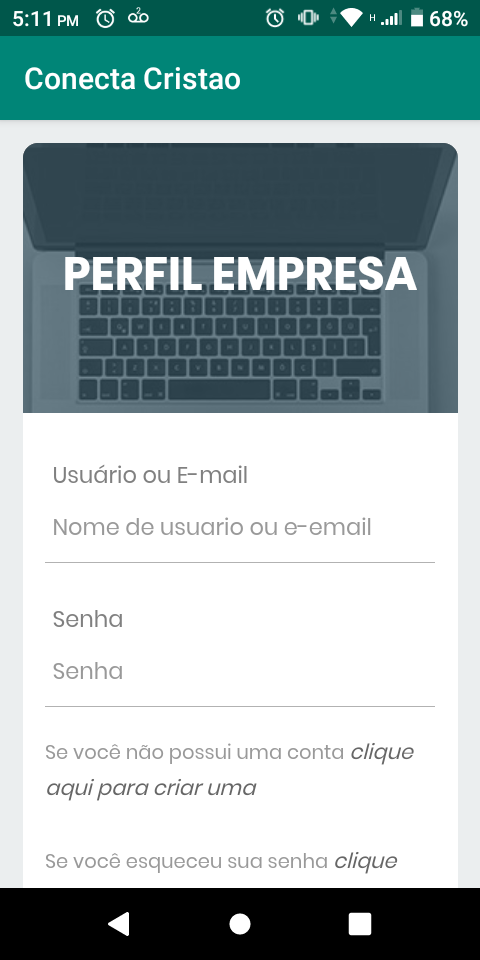 5:11 PM 2 H 68%
Conecta Cristao
PERFIL EMPRESA
Usuário ou E-mail
Nome de usuario ou e-email
Senha
Senha
Se você não possui uma conta clique
aqui para criar uma
Se você esqueceu sua senha clique